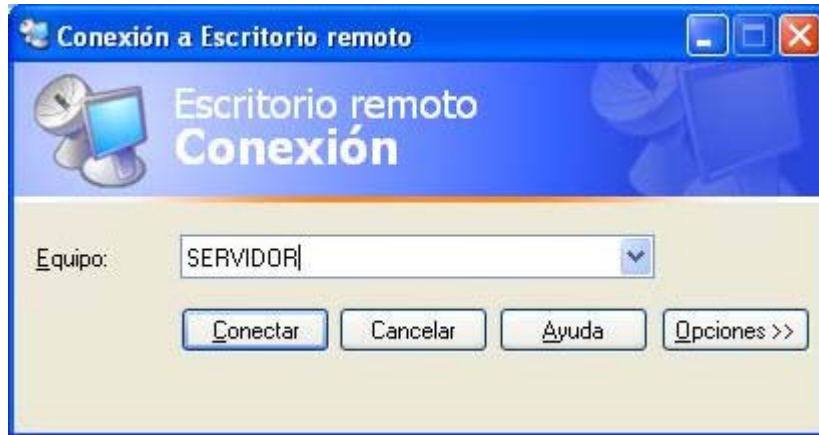 Conexión a Escritorio remoto
Escritorio remoto
Conexión
Equipo: SERVIDOR
Conectar Cancelar Ayuda Opciones >>